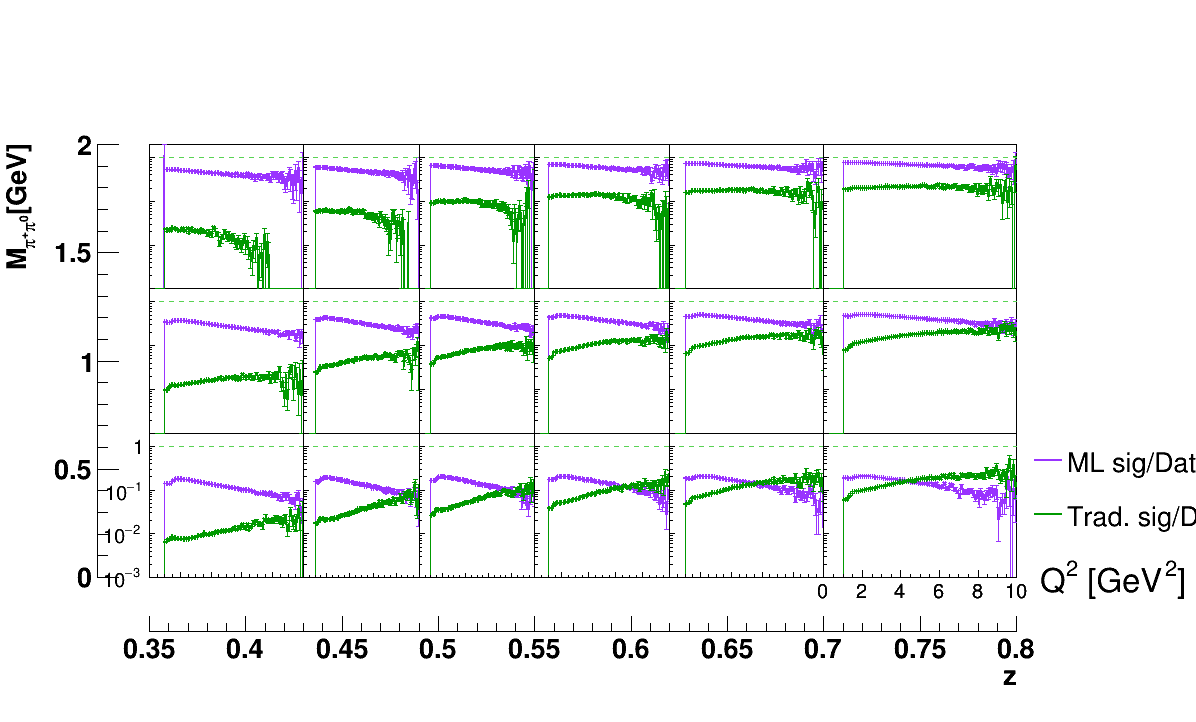 M_{π⁺π⁰}[GeV]
2
1.5
1
0.5
0
1
10⁻¹
10⁻²
10⁻³
ML sig/Dat
Trad. sig/D
0 2 4 6 8 10
Q² [GeV²]
0.35 0.4 0.45 0.5 0.55 0.6 0.65 0.7 0.75 0.8
z